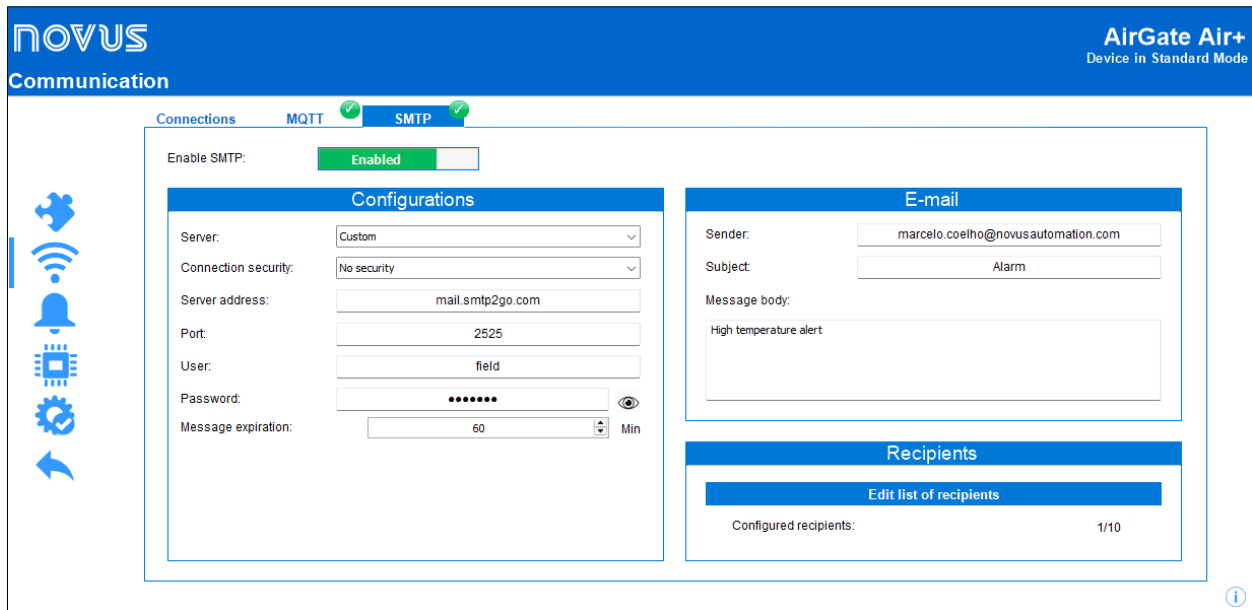 novus
AirGate Air+
Device in Standard Mode
Communication
Connections
MQTT
SMTP
Enable SMTP:
Enabled
Configurations
Server:
Custom
Connection security:
No security
Server address:
mail.smtp2go.com
Port:
2525
User:
field
Password:
•••••••
Message expiration:
60
Min
E-mail
Sender:
marcelo.coelho@novusautomation.com
Subject:
Alarm
Message body:
High temperature alert
Recipients
Edit list of recipients
Configured recipients:
1/10
i